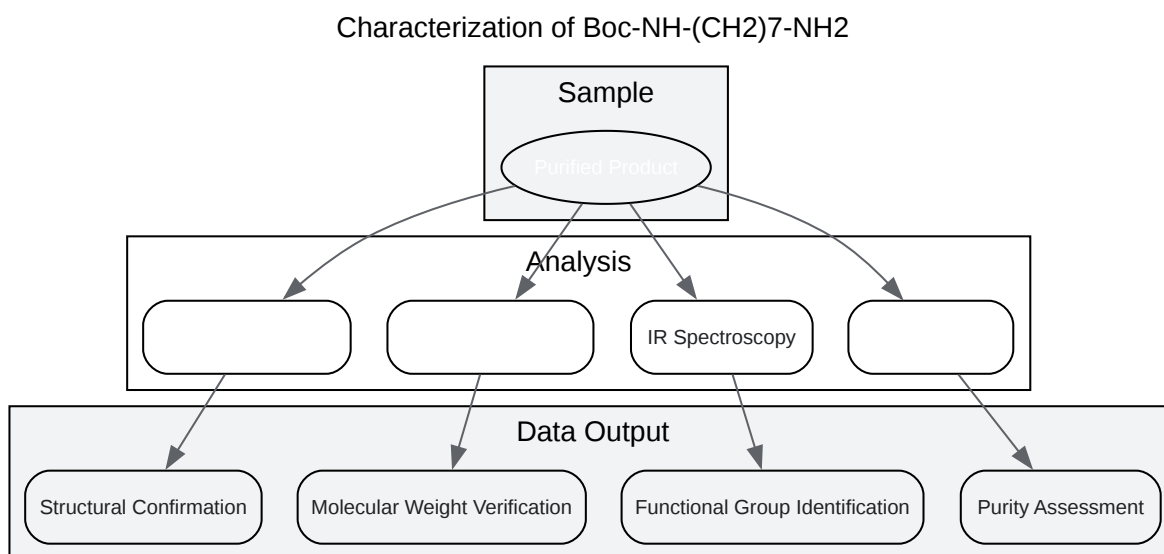 Characterization of Boc-NH-(CH2)7-NH2
Sample
Purified Product
Analysis
IR Spectroscopy
Data Output
Structural Confirmation
Molecular Weight Verification
Functional Group Identification
Purity Assessment